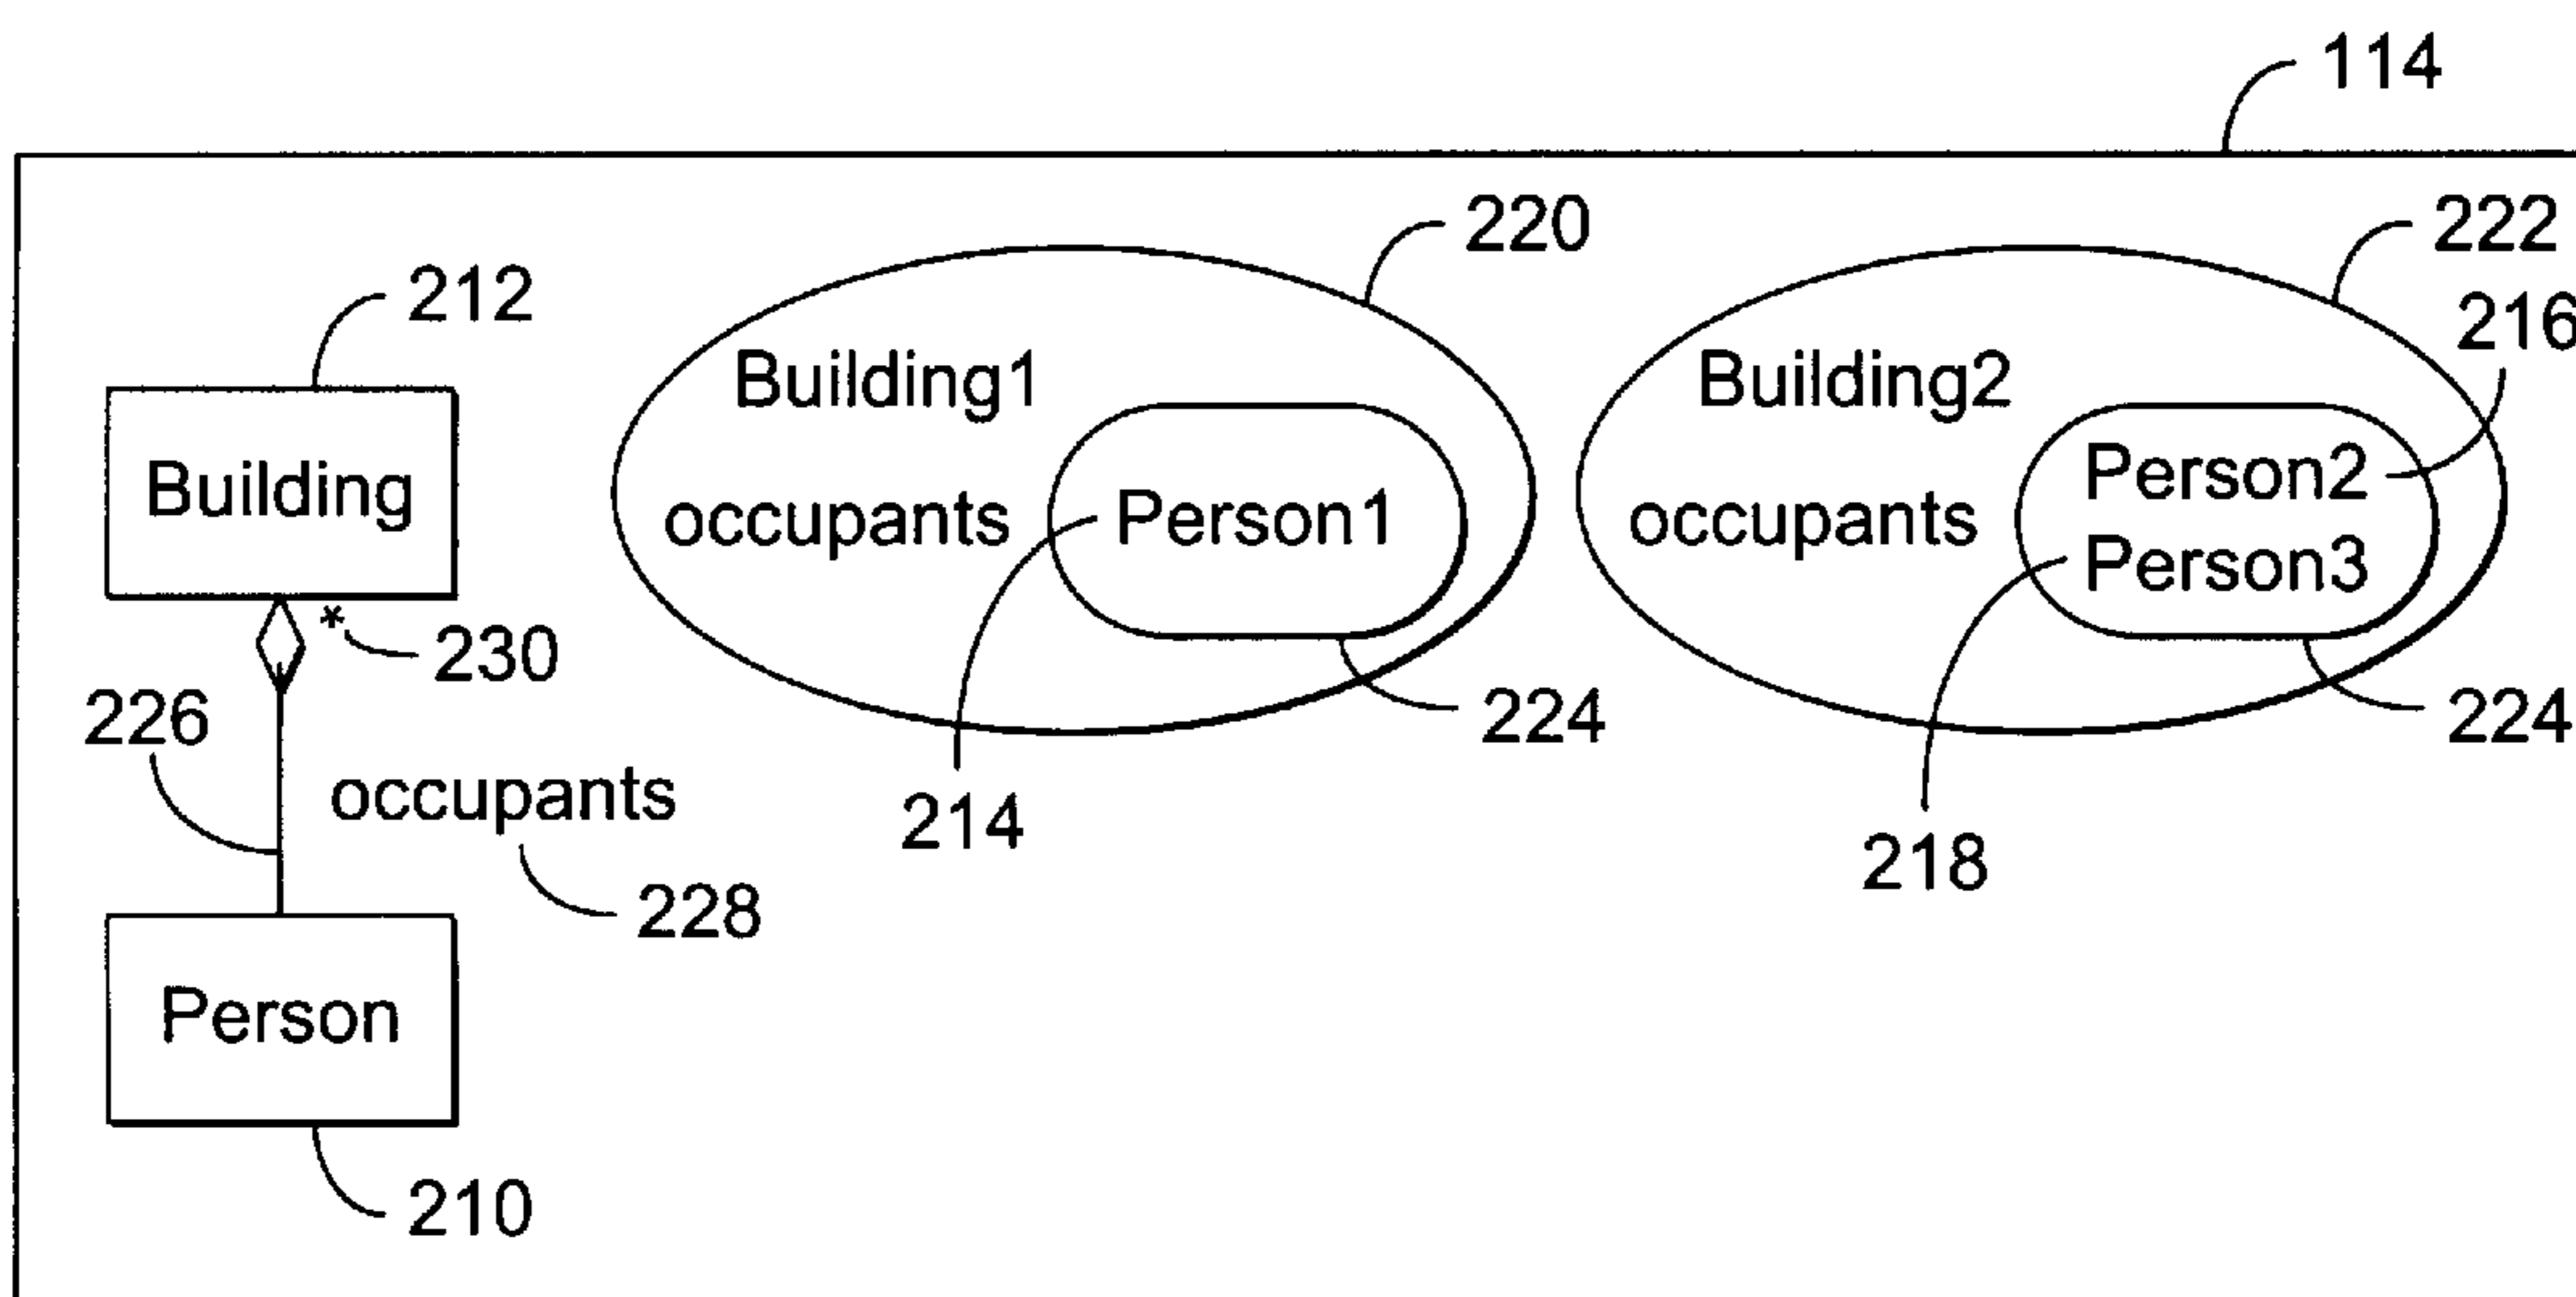 114
220
222
212
216
Building1
Building2
Building
Person2
occupants
Person1
occupants
Person3
*
230
226
224
224
occupants
214
218
228
Person
210